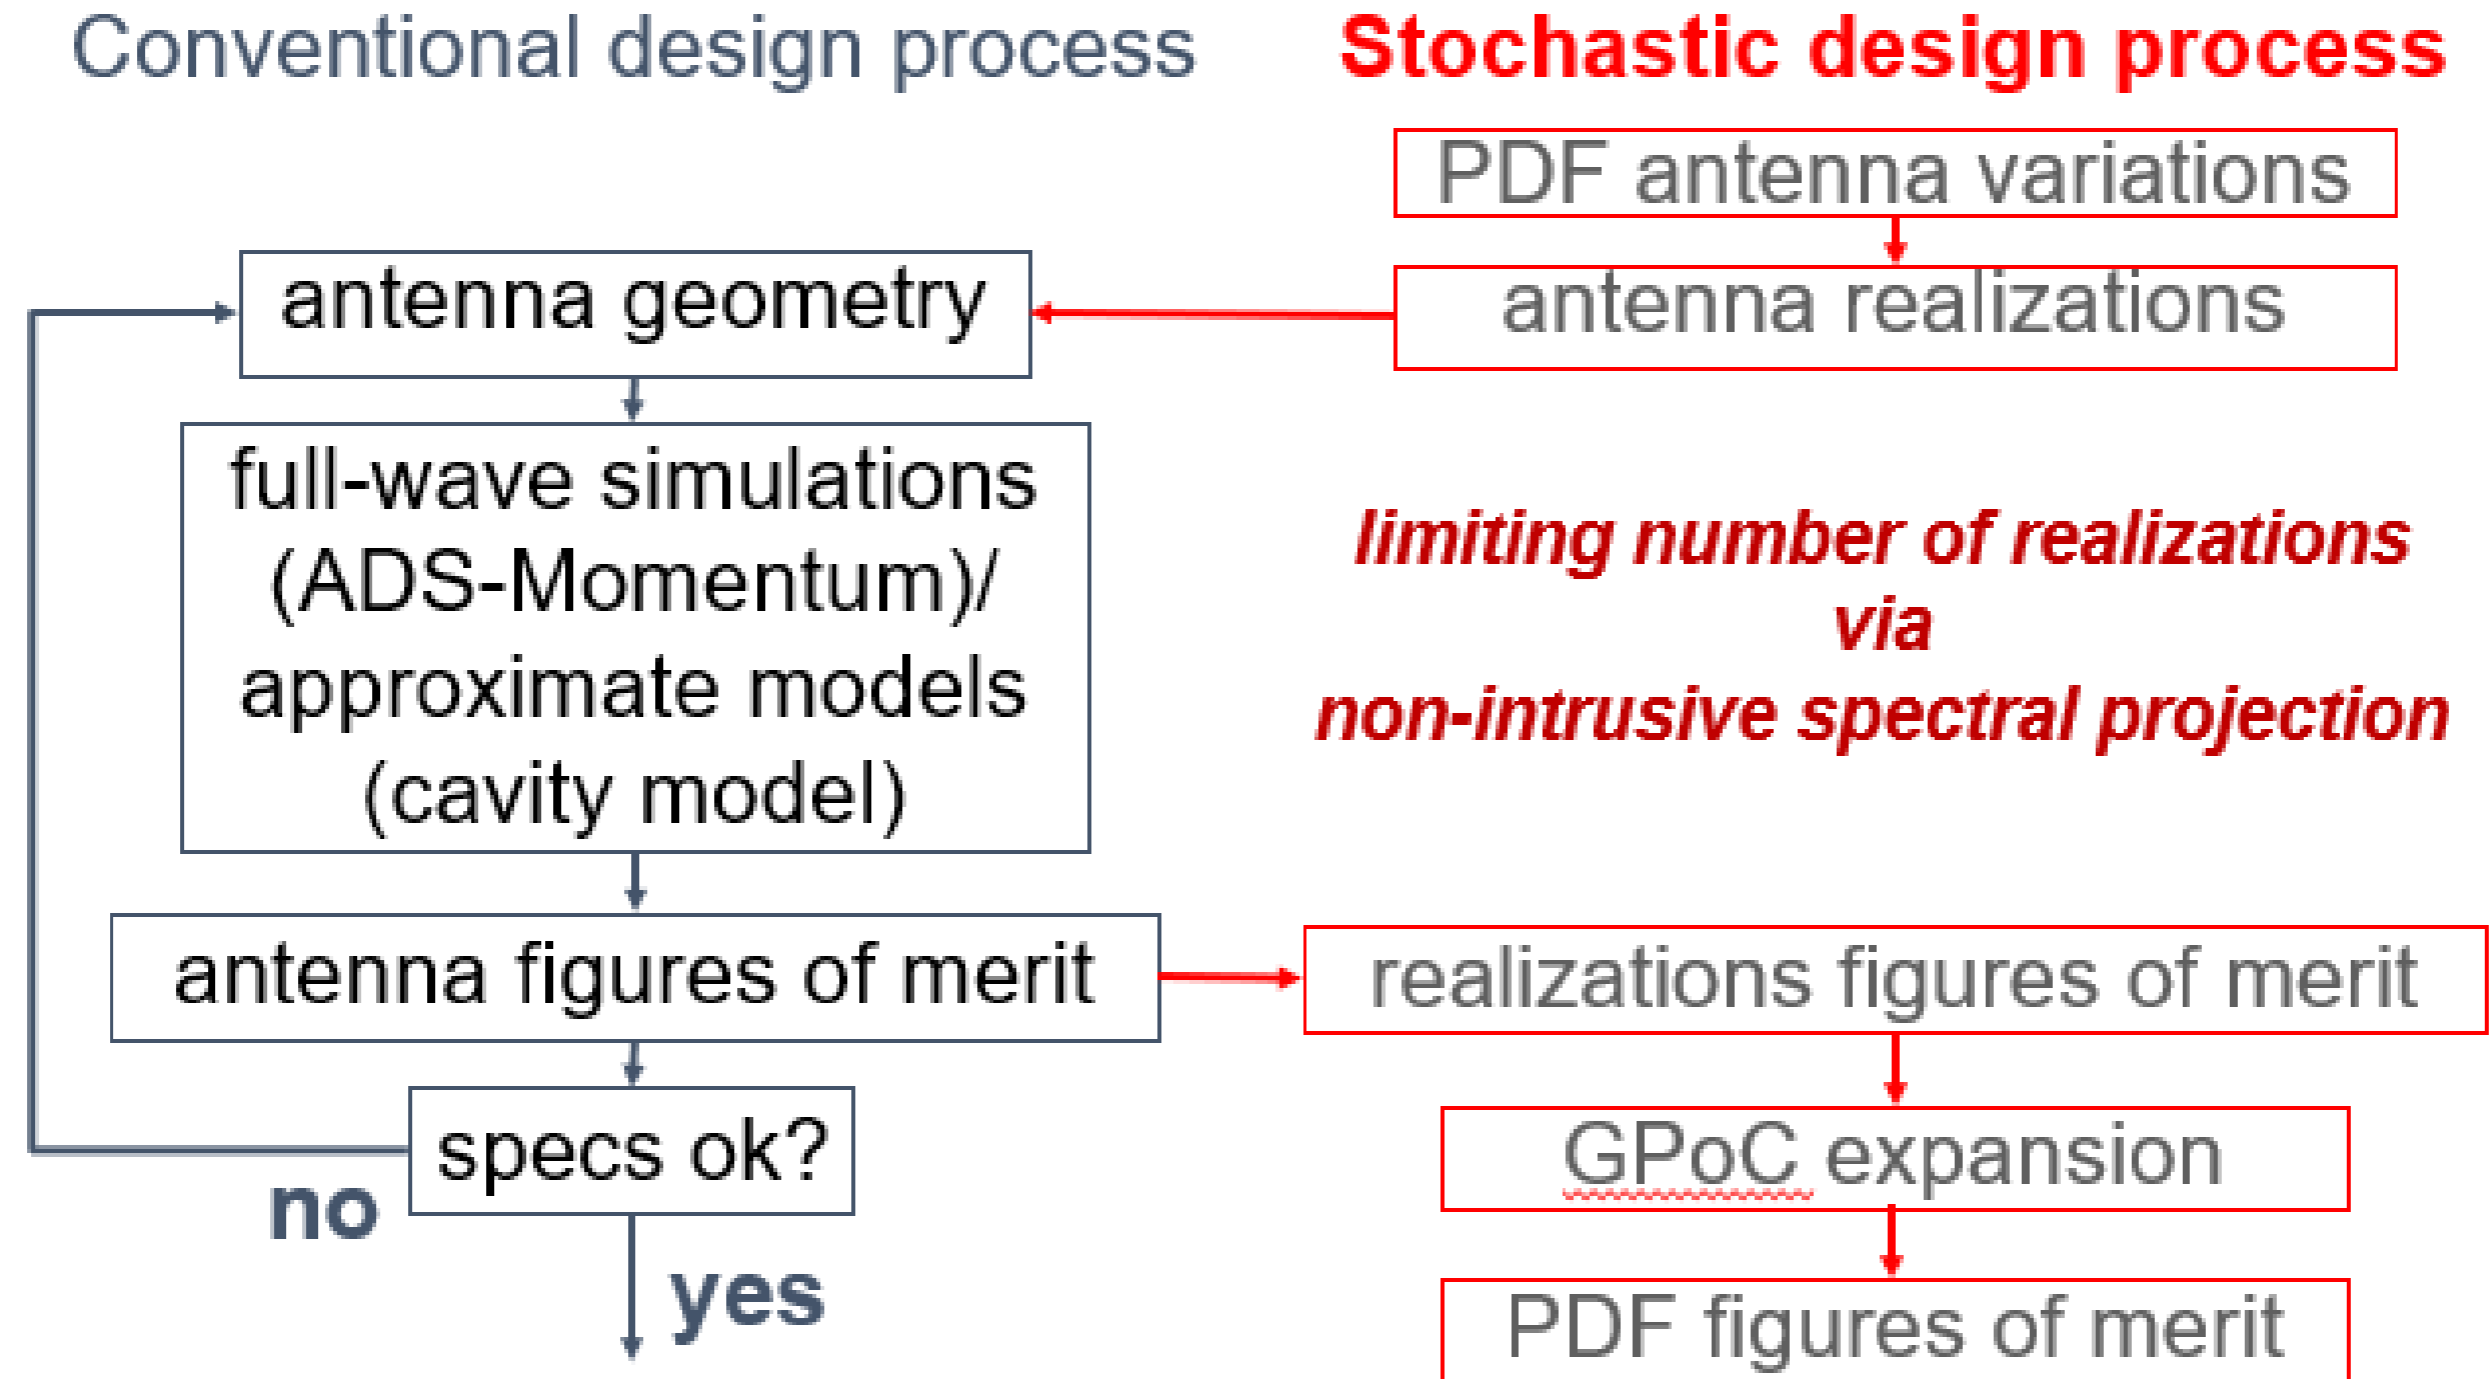 Conventional design process
Stochastic design process
PDF antenna variations
antenna geometry
antenna realizations
full-wave simulations
(ADS-Momentum)/
approximate models
(cavity model)
limiting number of realizations
via
non-intrusive spectral projection
antenna figures of merit
realizations figures of merit
specs ok?
GPoC expansion
no
yes
PDF figures of merit